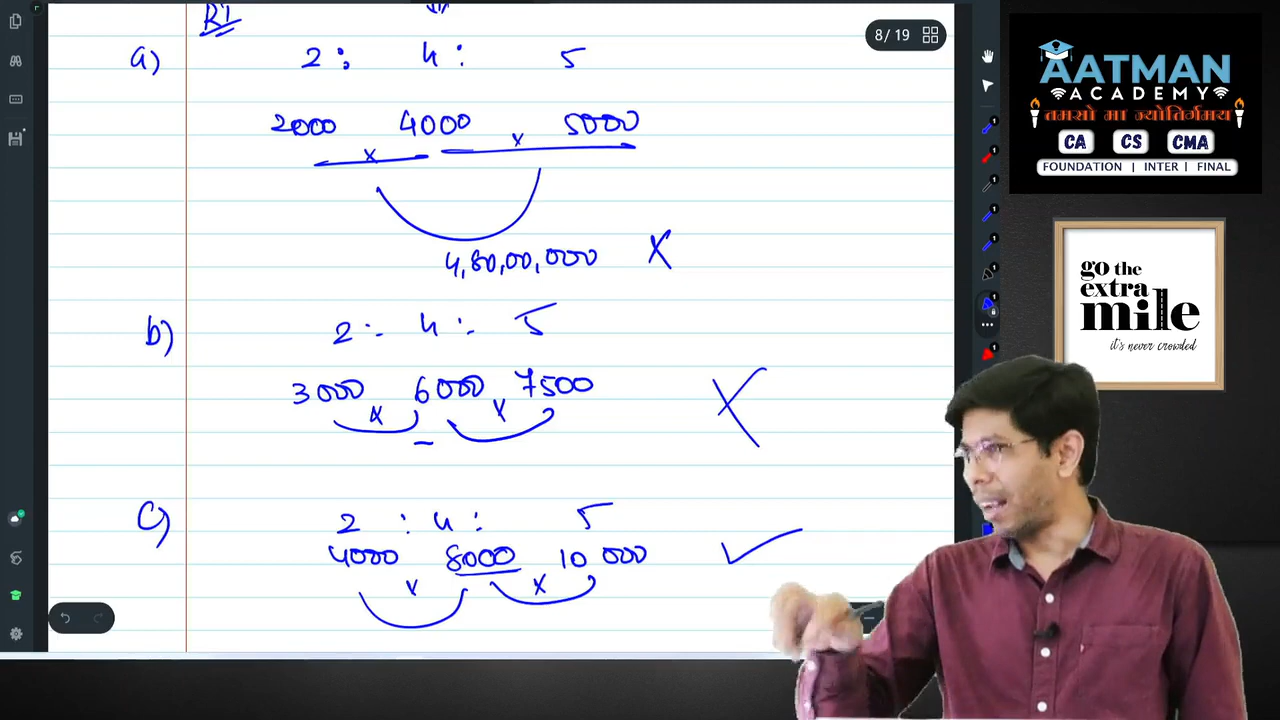 R1
8/19
a) 2 : 4 : 5
2000 4000 5000
x x
4,80,00,000 X
b) 2 : 4 : 5
3000 6000 7500 X
x x
c) 2 : 4 : 5
4000 8000 10000 ✓
x x
AATMAN
ACADEMY
तमसो मा ज्योतिर्गमय
CA CS CMA
FOUNDATION | INTER | FINAL
go the
extra
mile
it's never crowded